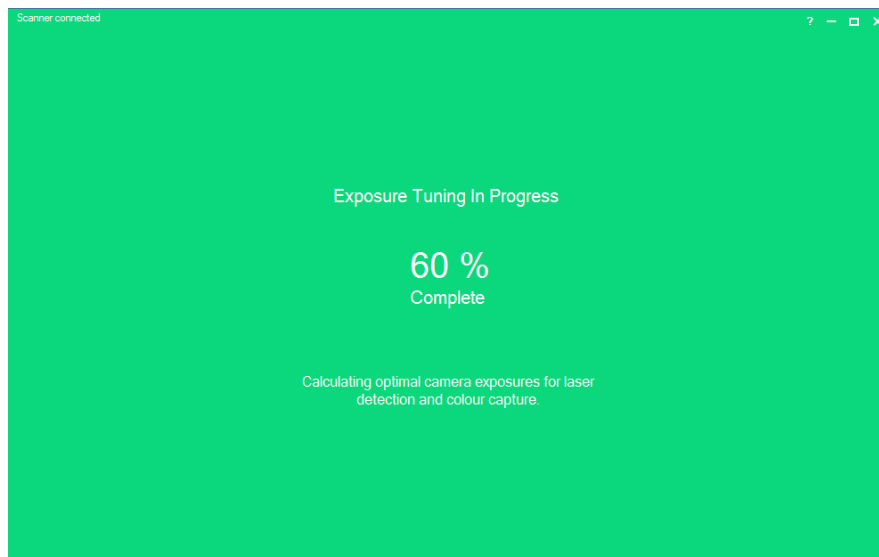 Scanner connected
?
Exposure Tuning In Progress
60 %
Complete
Calculating optimal camera exposures for laser
detection and colour capture.